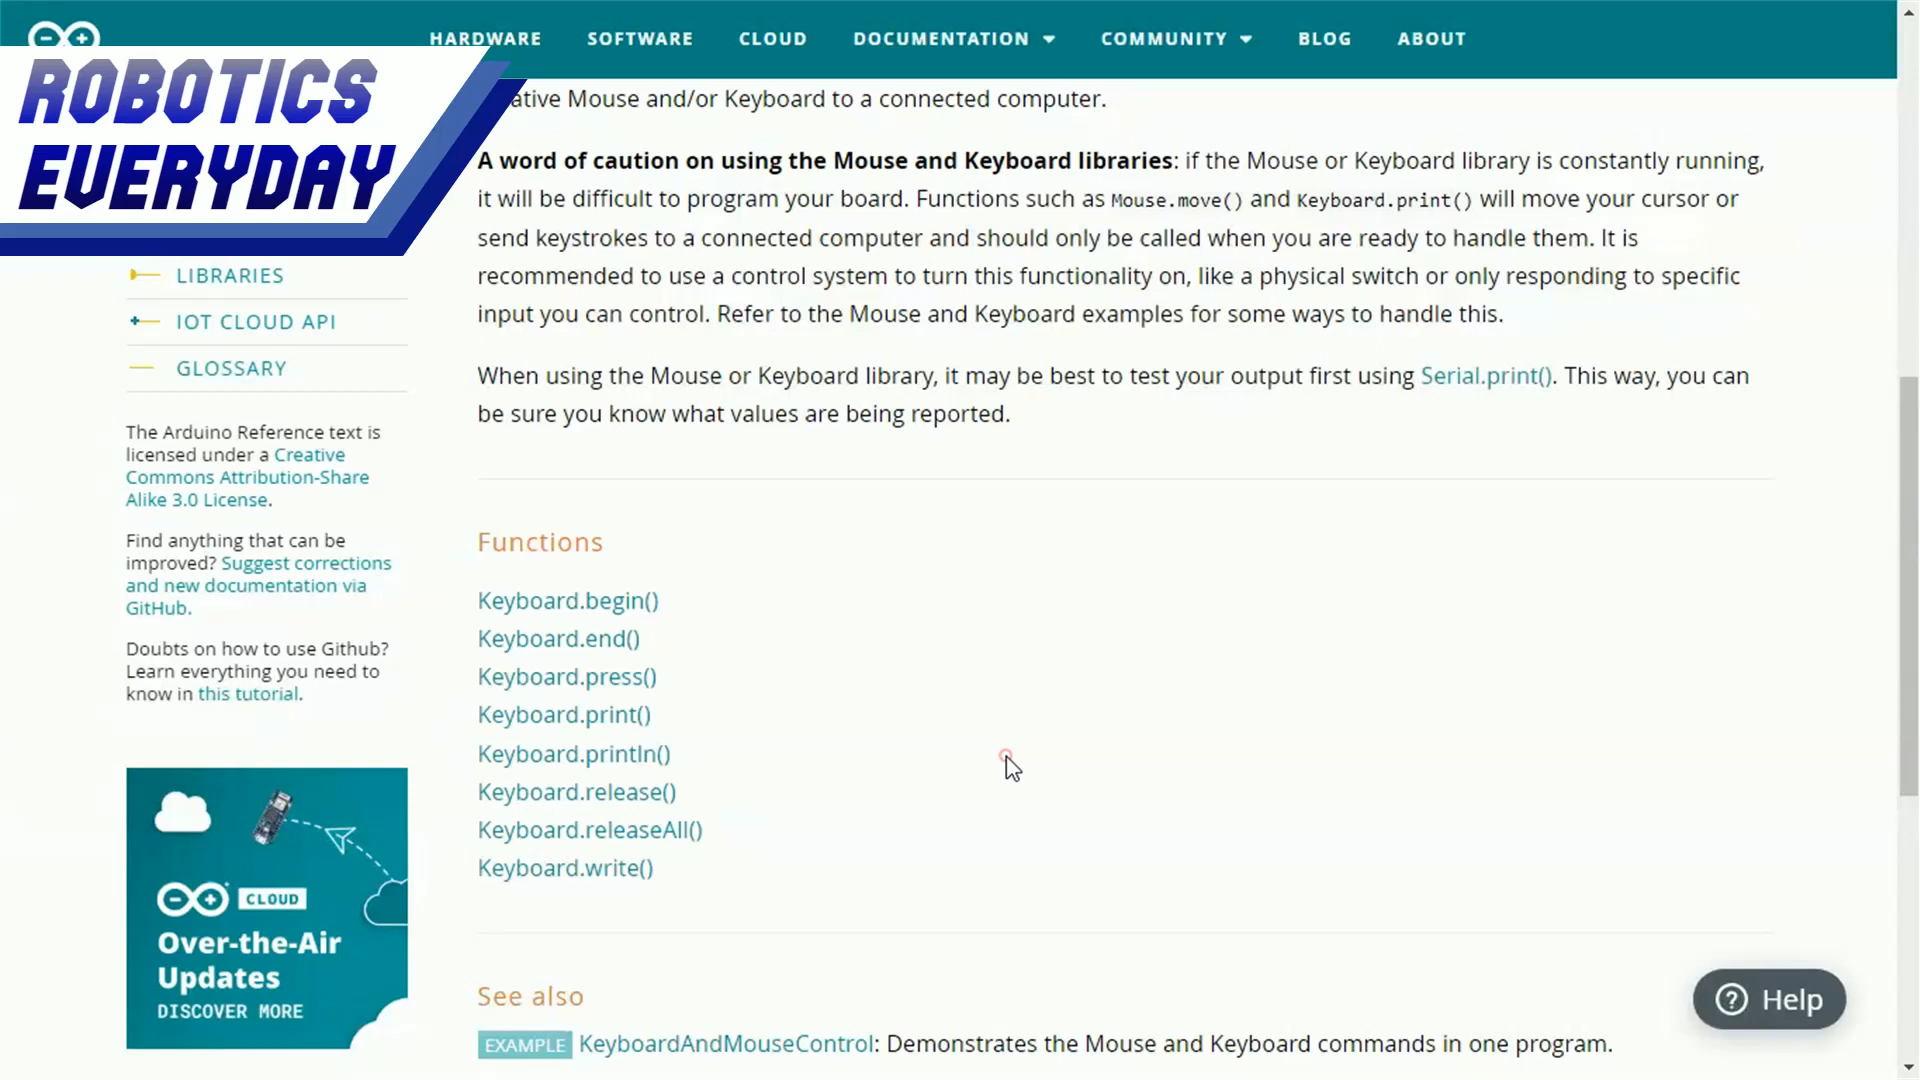 HARDWARE SOFTWARE CLOUD DOCUMENTATION COMMUNITY BLOG ABOUT
ROBOTICS
EVERYDAY
ative Mouse and/or Keyboard to a connected computer.
A word of caution on using the Mouse and Keyboard libraries: if the Mouse or Keyboard library is constantly running,
it will be difficult to program your board. Functions such as Mouse.move() and Keyboard.print() will move your cursor or
send keystrokes to a connected computer and should only be called when you are ready to handle them. It is
recommended to use a control system to turn this functionality on, like a physical switch or only responding to specific
input you can control. Refer to the Mouse and Keyboard examples for some ways to handle this.
When using the Mouse or Keyboard library, it may be best to test your output first using Serial.print(). This way, you can
be sure you know what values are being reported.
LIBRARIES
IOT CLOUD API
GLOSSARY
The Arduino Reference text is
licensed under a Creative
Commons Attribution-Share
Alike 3.0 License.
Find anything that can be
improved? Suggest corrections
and new documentation via
GitHub.
Doubts on how to use Github?
Learn everything you need to
know in this tutorial.
CLOUD
Over-the-Air
Updates
DISCOVER MORE
Functions
Keyboard.begin()
Keyboard.end()
Keyboard.press()
Keyboard.print()
Keyboard.println()
Keyboard.release()
Keyboard.releaseAll()
Keyboard.write()
See also
EXAMPLE KeyboardAndMouseControl: Demonstrates the Mouse and Keyboard commands in one program.
Help